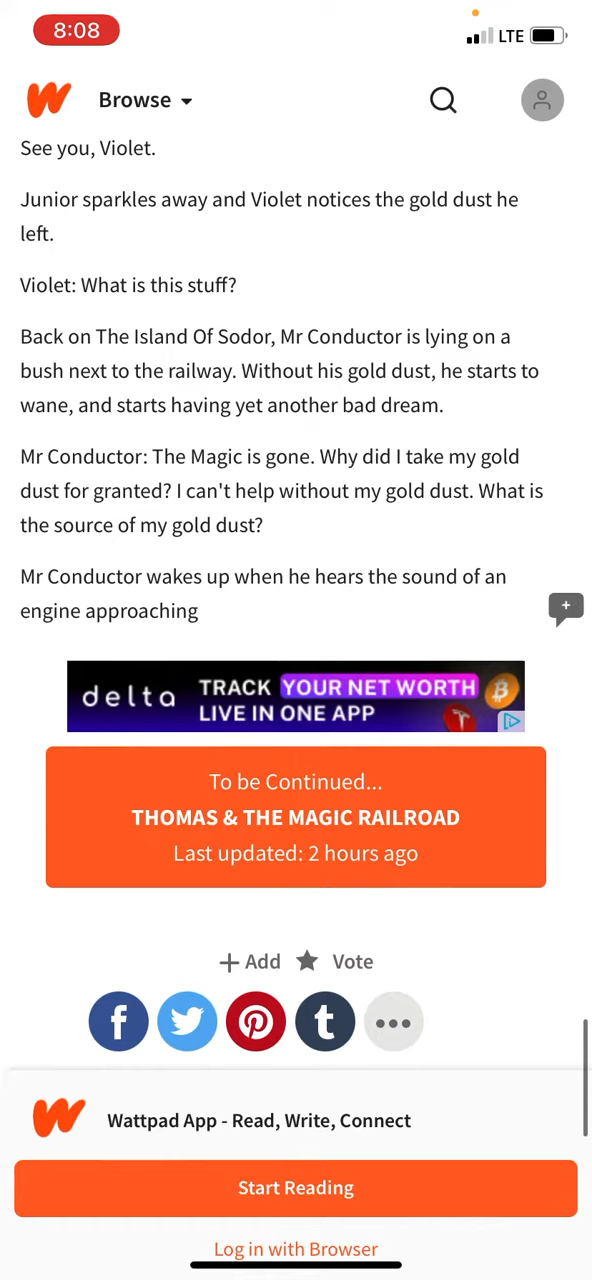 8:08
LTE
Browse
See you, Violet.
Junior sparkles away and Violet notices the gold dust he
left.
Violet: What is this stuff?
Back on The Island Of Sodor, Mr Conductor is lying on a
bush next to the railway. Without his gold dust, he starts to
wane, and starts having yet another bad dream.
Mr Conductor: The Magic is gone. Why did I take my gold
dust for granted? I can't help without my gold dust. What is
the source of my gold dust?
Mr Conductor wakes up when he hears the sound of an
engine approaching
delta TRACK YOUR NET WORTH
LIVE IN ONE APP
To be Continued...
THOMAS & THE MAGIC RAILROAD
Last updated: 2 hours ago
+ Add Vote
Wattpad App - Read, Write, Connect
Start Reading
Log in with Browser